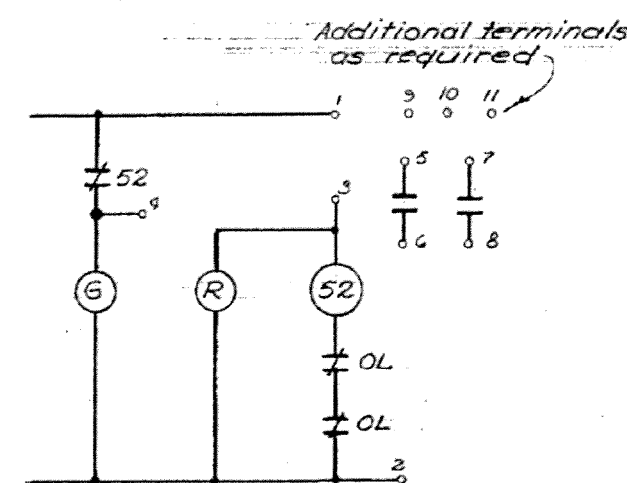 Additional terminals
as required
1 9 10 11
52
4
3
5 7
6 8
G R 52
OL
OL
2